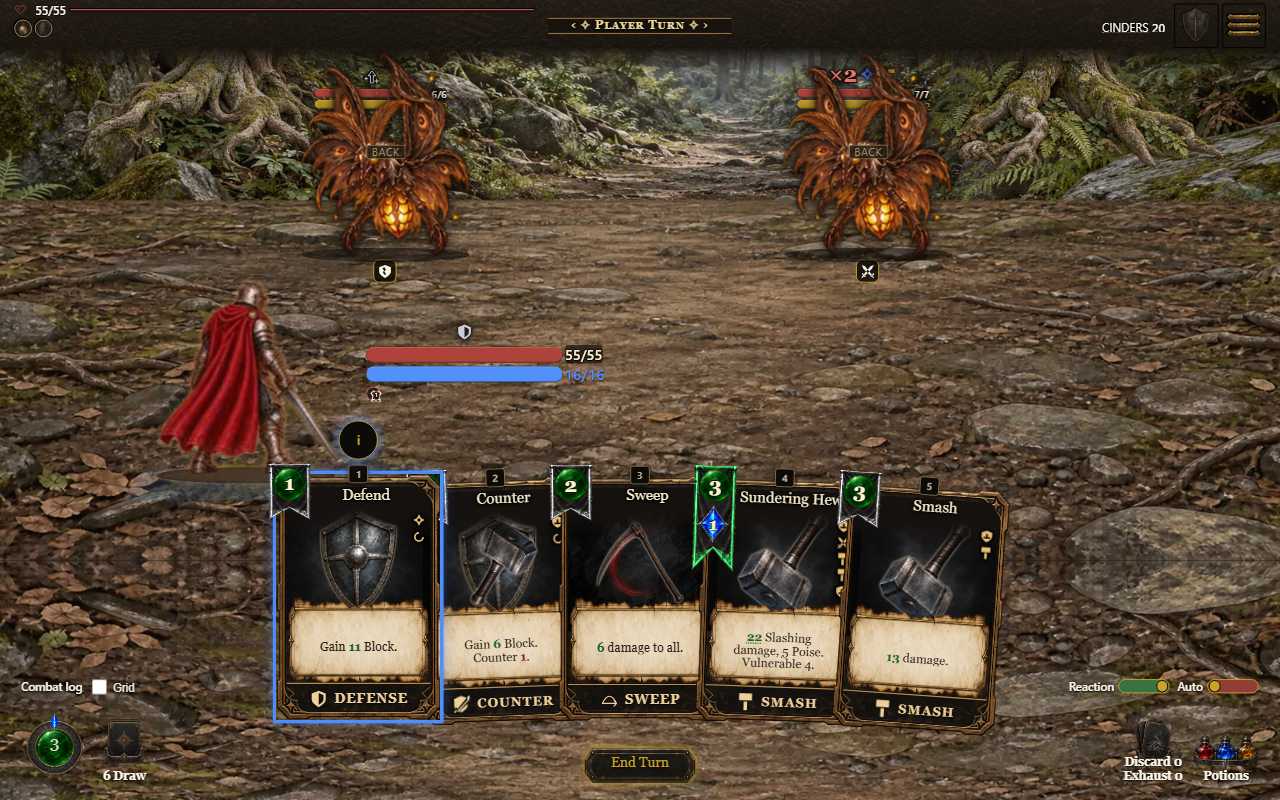 55/55
‹ ✧ Player Turn ✧ ›
CINDERS 20
6/6
×2
7/7
BACK
BACK
55/55
16/16
i
1
1
Defend
Gain 11 Block.
DEFENSE
2
Counter
Gain 6 Block.
Counter 1.
COUNTER
2
3
Sweep
6 damage to all.
SWEEP
3
1
4
Sundering Hew
22 Slashing
damage, 5 Poise.
Vulnerable 4.
SMASH
3
5
Smash
13 damage.
SMASH
Combat log
Grid
Reaction
Auto
3
6 Draw
End Turn
Discard 0
Exhaust 0
Potions